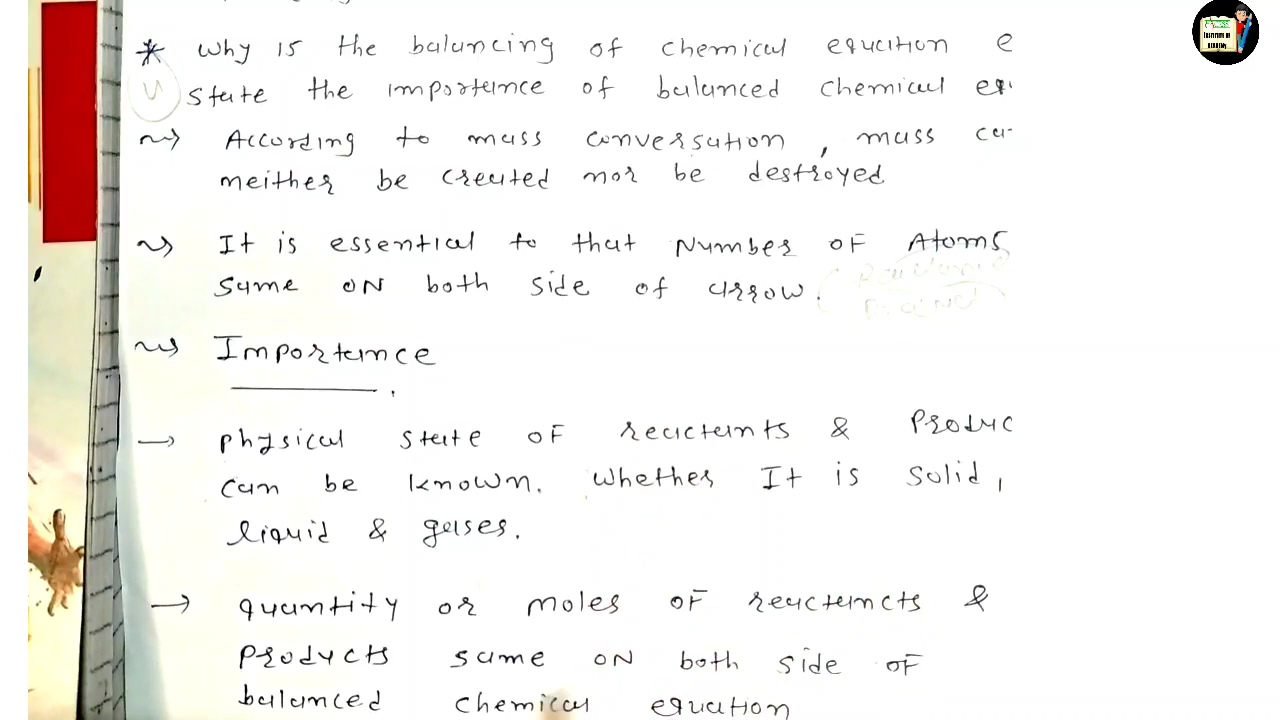 * Why is the balancing of chemical equation e
State the importance of balanced chemical eq
According to mass conversation, mass ca
neither be created nor be destroyed
It is essential to that Number OF Atoms
Same ON both side of arrow.
Importance
→ physical state OF reactants & Produc
can be known. Whether It is Solid,
liquid & gases.
→ quantity or moles OF reactancts &
Products same ON both side OF
balanced chemical equation